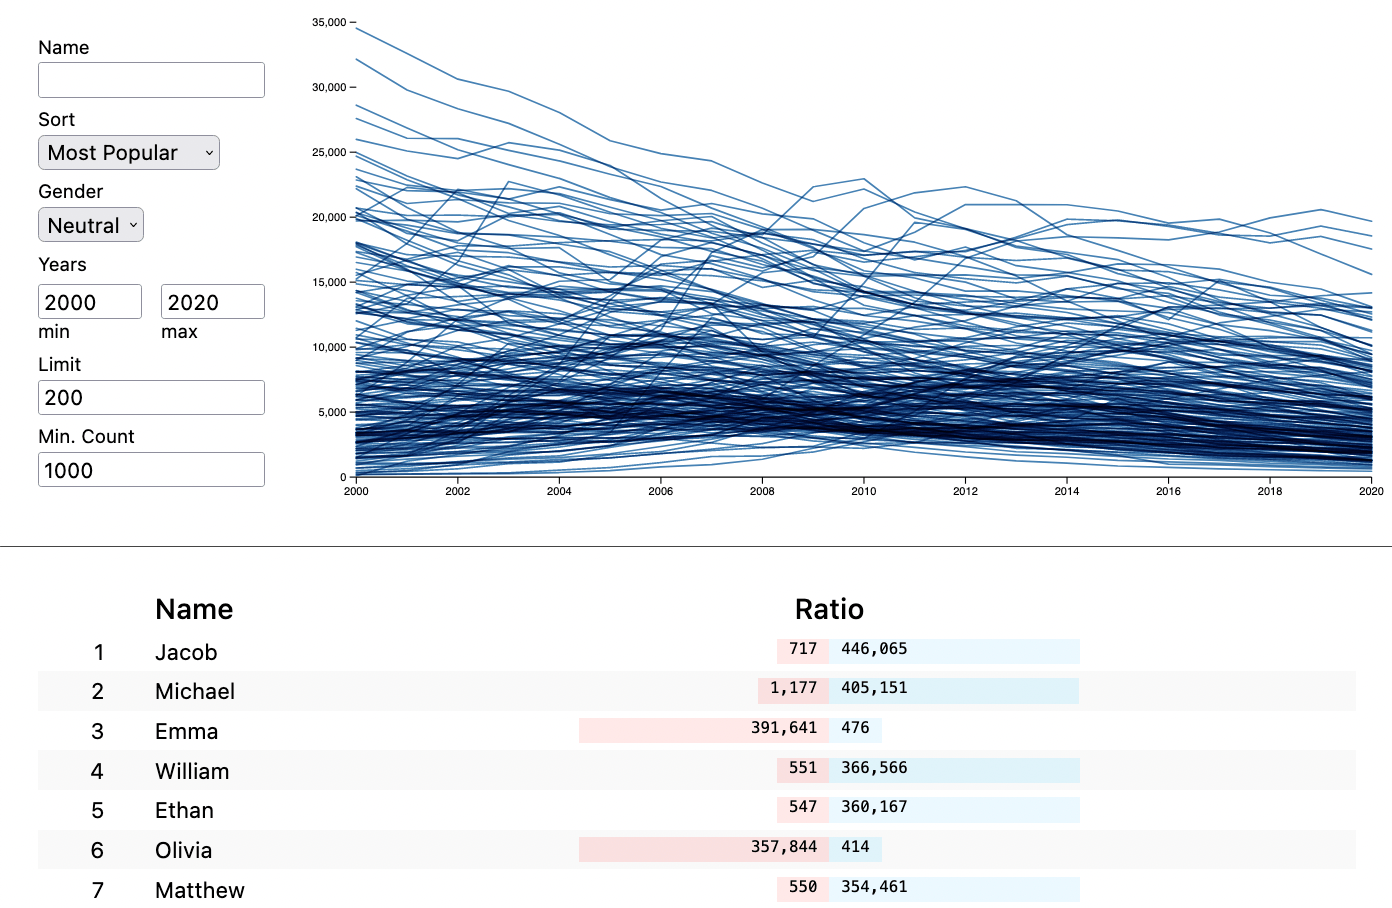 Name
Sort
Most Popular
Gender
Neutral
Years
2000 2020
min max
Limit
200
Min. Count
1000
35,000
30,000
25,000
20,000
15,000
10,000
5,000
0
2000 2002 2004 2006 2008 2010 2012 2014 2016 2018 2020
Name Ratio
1 Jacob 717 446,065
2 Michael 1,177 405,151
3 Emma 391,641 476
4 William 551 366,566
5 Ethan 547 360,167
6 Olivia 357,844 414
7 Matthew 550 354,461